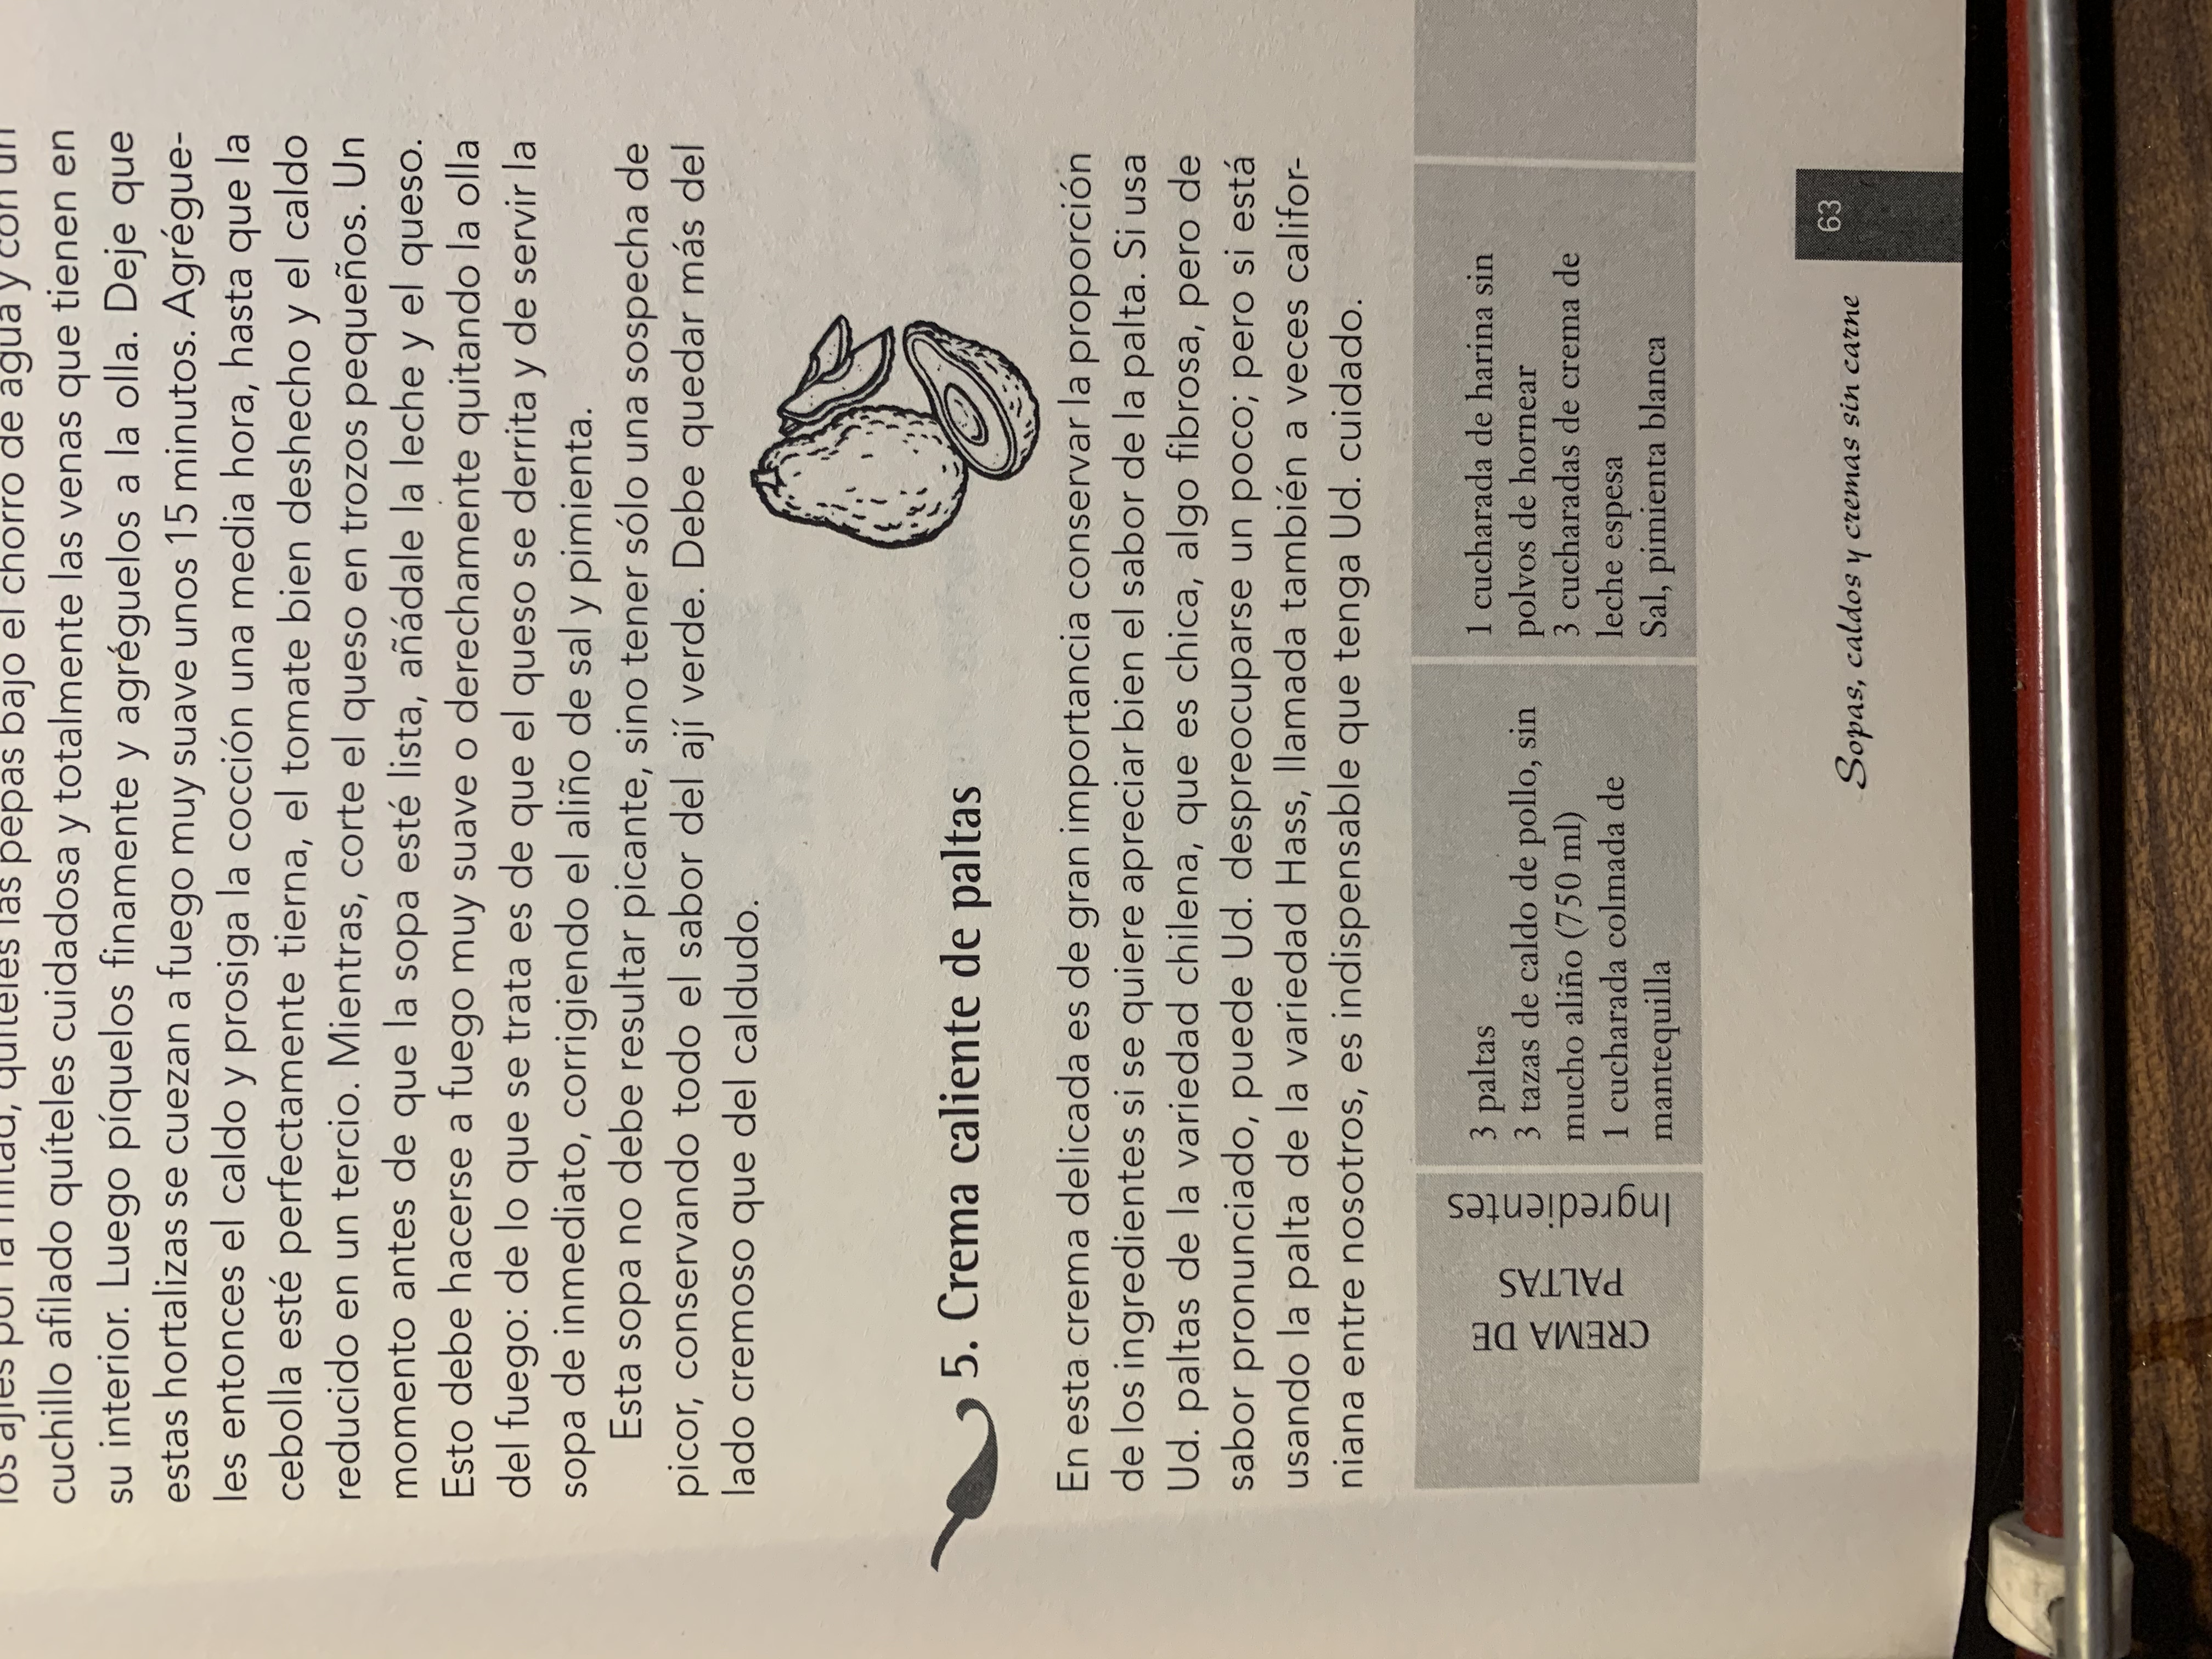 los ajíes por la mitad, quíteles las pepas bajo el chorro de agua y con un
cuchillo afilado quíteles cuidadosa y totalmente las venas que tienen en
su interior. Luego píquelos finamente y agréguelos a la olla. Deje que
estas hortalizas se cuezan a fuego muy suave unos 15 minutos. Agrégue-
les entonces el caldo y prosiga la cocción una media hora, hasta que la
cebolla esté perfectamente tierna, el tomate bien deshecho y el caldo
reducido en un tercio. Mientras, corte el queso en trozos pequeños. Un
momento antes de que la sopa esté lista, añádale la leche y el queso.
Esto debe hacerse a fuego muy suave o derechamente quitando la olla
del fuego: de lo que se trata es de que el queso se derrita y de servir la
sopa de inmediato, corrigiendo el aliño de sal y pimienta.
Esta sopa no debe resultar picante, sino tener sólo una sospecha de
picor, conservando todo el sabor del ají verde. Debe quedar más del
lado cremoso que del caldudo.
5. Crema caliente de paltas
En esta crema delicada es de gran importancia conservar la proporción
de los ingredientes si se quiere apreciar bien el sabor de la palta. Si usa
Ud. paltas de la variedad chilena, que es chica, algo fibrosa, pero de
sabor pronunciado, puede Ud. despreocuparse un poco; pero si está
usando la palta de la variedad Hass, llamada también a veces califor-
niana entre nosotros, es indispensable que tenga Ud. cuidado.
CREMA DE
PALTAS
Ingredientes
3 paltas
3 tazas de caldo de pollo, sin
mucho aliño (750 ml)
1 cucharada colmada de
mantequilla
1 cucharada de harina sin
polvos de hornear
3 cucharadas de crema de
leche espesa
Sal, pimienta blanca
Sopas, caldos y cremas sin carne
63